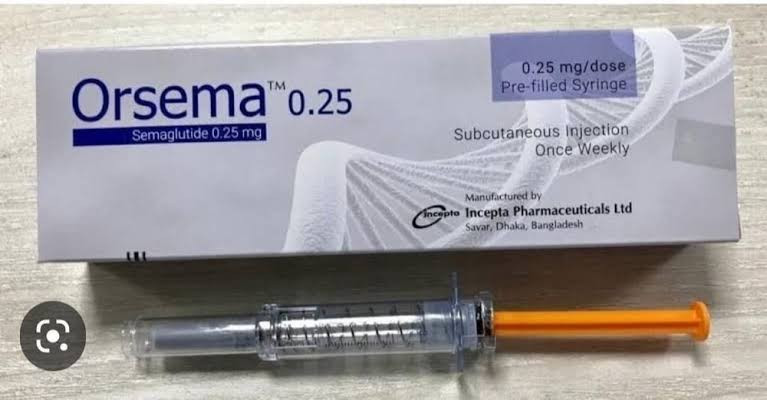 Orsema™ 0.25
Semaglutide 0.25 mg
0.25 mg/dose
Pre-filled Syringe
Subcutaneous Injection
Once Weekly
Manufactured by
Incepta Incepta Pharmaceuticals Ltd
Savar, Dhaka, Bangladesh